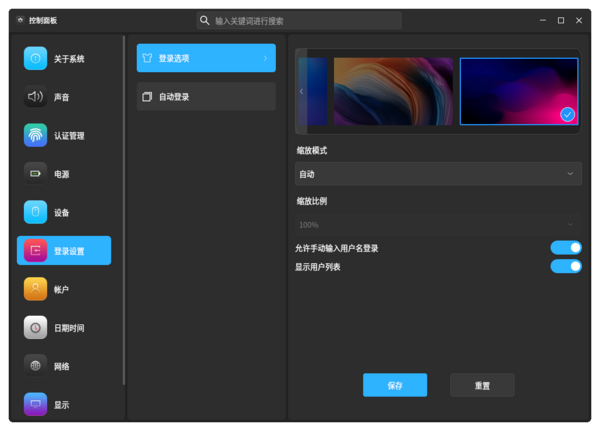 控制面板
输入关键词进行搜索
关于系统
声音
认证管理
电源
设备
登录设置
帐户
日期时间
网络
显示
登录选项
自动登录
缩放模式
自动
缩放比例
100%
允许手动输入用户名登录
显示用户列表
保存
重置